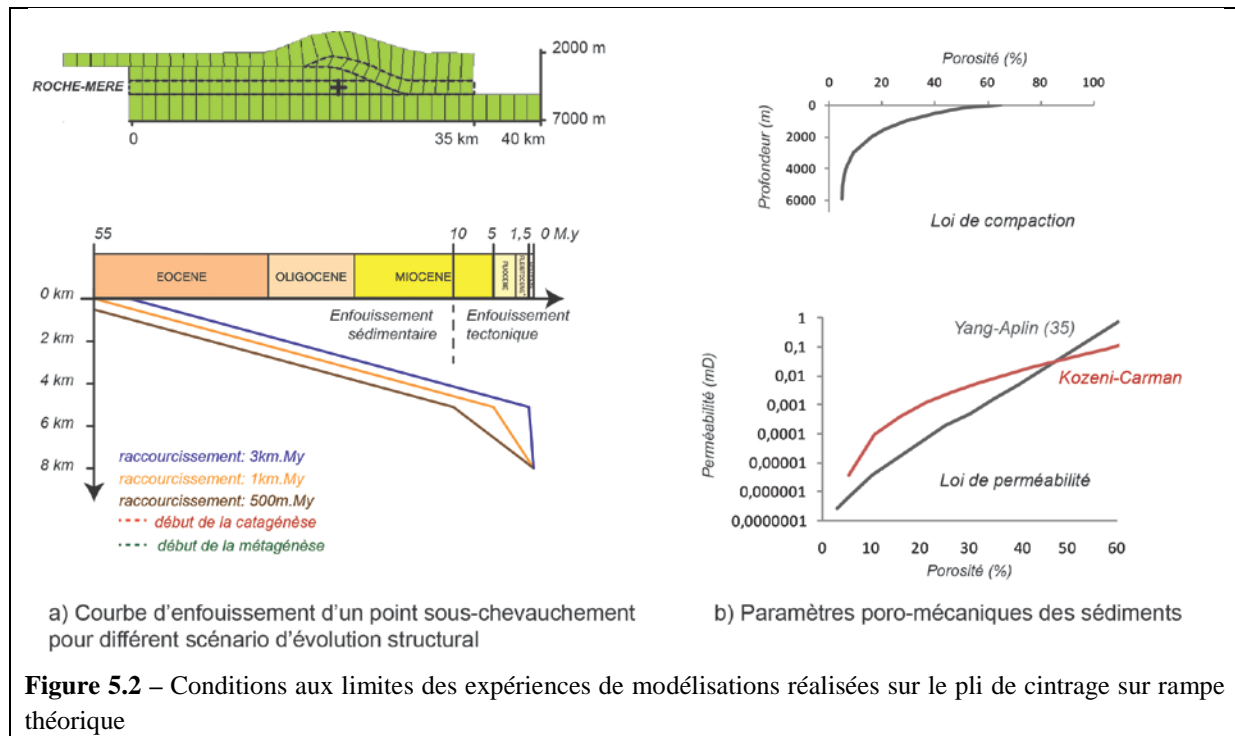 2000 m
ROCHE-MERE
7000 m
0
35 km
40 km
Porosité (%)
0 20 40 60 80 100
Profondeur (m)
0
2000
4000
6000
Loi de compaction
55
10
5
1,5
0 M.y
EOCENE
OLIGOCENE
MIOCENE
PLIOCENE
0 km
2 km
4 km
6 km
8 km
Enfouissement
sédimentaire
Enfouissement
tectonique
raccourcissement: 3km.My
raccourcissement: 1km.My
raccourcissement: 500m.My
début de la catagénèse
début de la métagénèse
Perméabilité (mD)
1
0,1
0,01
0,001
0,0001
0,00001
0,000001
0,0000001
Yang-Aplin (35)
Kozeni-Carman
Loi de perméabilité
0 10 20 30 40 50 60
Porosité (%)
a) Courbe d'enfouissement d'un point sous-chevauchement
pour différent scénario d'évolution structural
b) Paramètres poro-mécaniques des sédiments
Figure 5.2 – Conditions aux limites des expériences de modélisations réalisées sur le pli de cintrage sur rampe
théorique